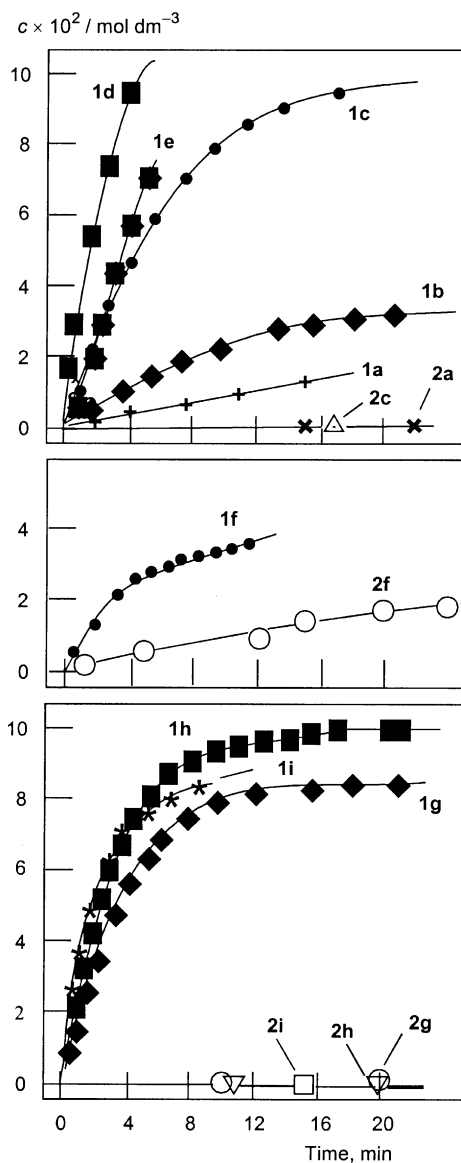 c × 10² / mol dm⁻³
10
1d
1c
1e
8
6
4
1b
2
1a
2c
2a
0
4
1f
2
2f
0
10
1h
1i
8
1g
6
4
2
2i
2h
2g
0
0 4 8 12 16 20
Time, min